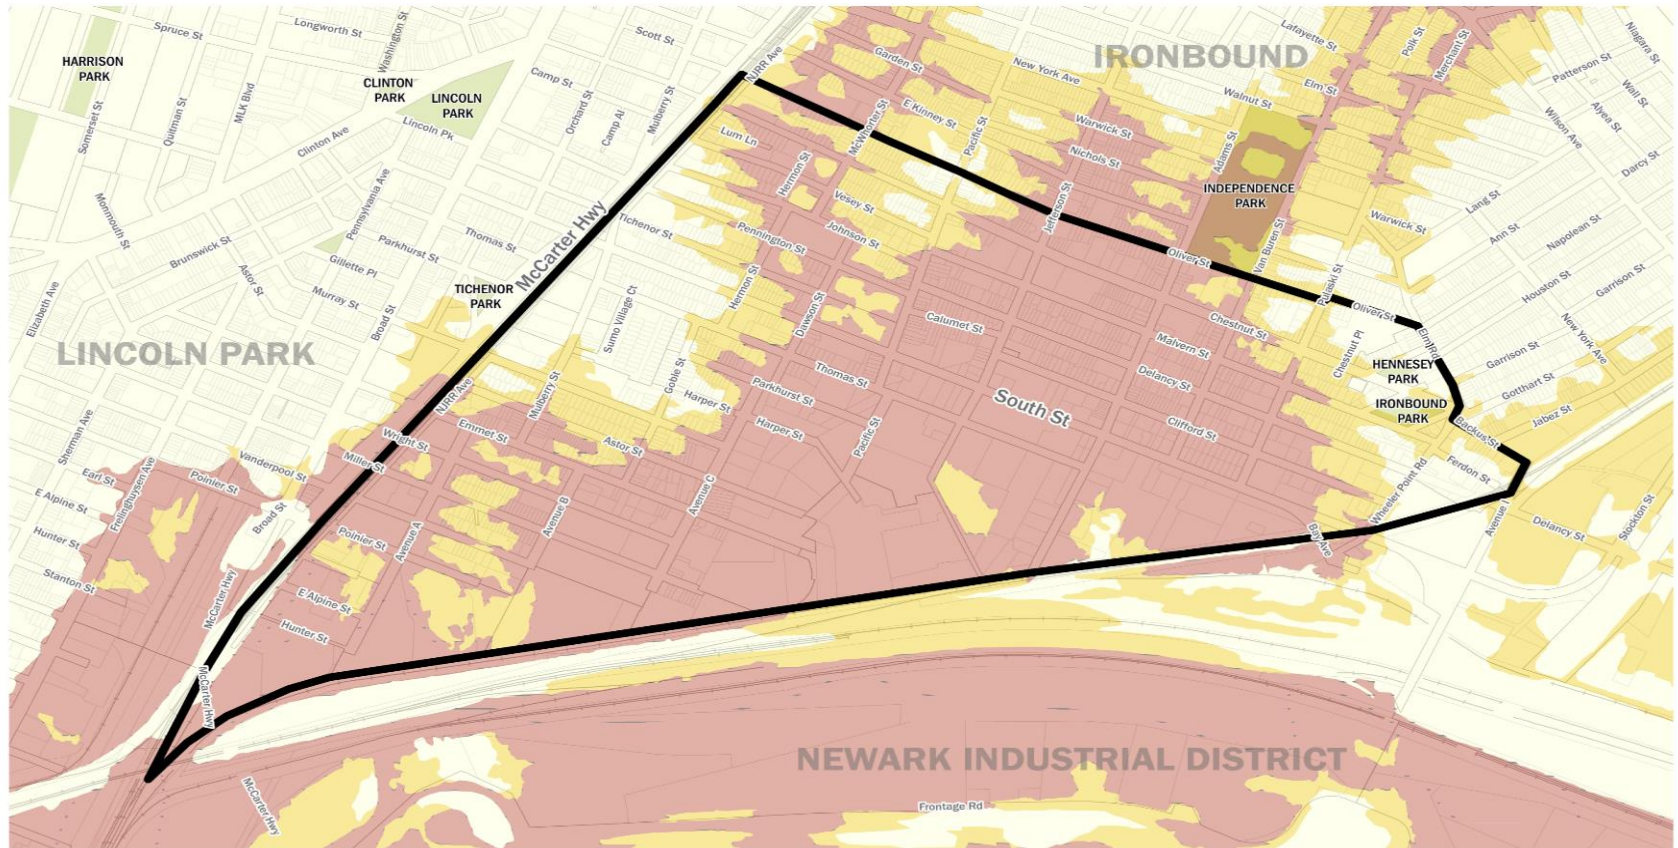 Spruce St
Longworth St
Washington St
Scott St
HARRISON
PARK
CLINTON
PARK
LINCOLN
PARK
Camp St
NJRR Ave
Garden St
New York Ave
IRONBOUND
Lafayette St
Polk St
Merchant St
Niagara St
Patterson St
Wall St
Elm St
Walnut St
Somerset St
Quitman St
MLK Blvd
Lincoln Pk
Clinton Ave
Orchard St
Camp Al
Mulberry St
Lum Ln
McWhorter St
E Kinney St
Pacific St
Warwick St
Nichols St
Adams St
Wilson Ave
Alyea St
Darcy St
INDEPENDENCE
PARK
Monmouth St
Pennsylvania Ave
Hermon St
Vesey St
Jefferson St
Lang St
Warwick St
Ann St
Napolean St
McCarter Hwy
Tichenor St
Pennington St
Johnson St
Oliver St
Van Buren St
Brunswick St
Astor St
Parkhurst St
Thomas St
Gillette Pl
Murray St
TICHENOR
PARK
Hermon St
Pulaski St
Houston St
Garrison St
Elizabeth Ave
Broad St
Sumo Village Ct
Dawson St
Calumet St
Chestnut St
Oliver St
Elm Rd
New York Ave
LINCOLN PARK
Malvern St
Chestnut Pl
Garrison St
HENNESEY
PARK
Goble St
Thomas St
Delancy St
Gotthart St
NJRR Ave
Mulberry St
Parkhurst St
Harper St
South St
IRONBOUND
PARK
Jabez St
Backus St
Sherman Ave
Wright St
Emmet St
Astor St
Harper St
Pacific St
Clifford St
Miller St
Vanderpool St
Ferdon St
Earl St
Poinier St
Frelinghuysen Ave
Wheeler Point Rd
E Alpine St
Broad St
Avenue C
Avenue B
Avenue I
Stockton St
Hunter St
Poinier St
Avenue A
Bay Ave
Delancy St
Stanton St
McCarter Hwy
E Alpine St
Hunter St
McCarter Hwy
NEWARK INDUSTRIAL DISTRICT
McCarter Hwy
Frontage Rd